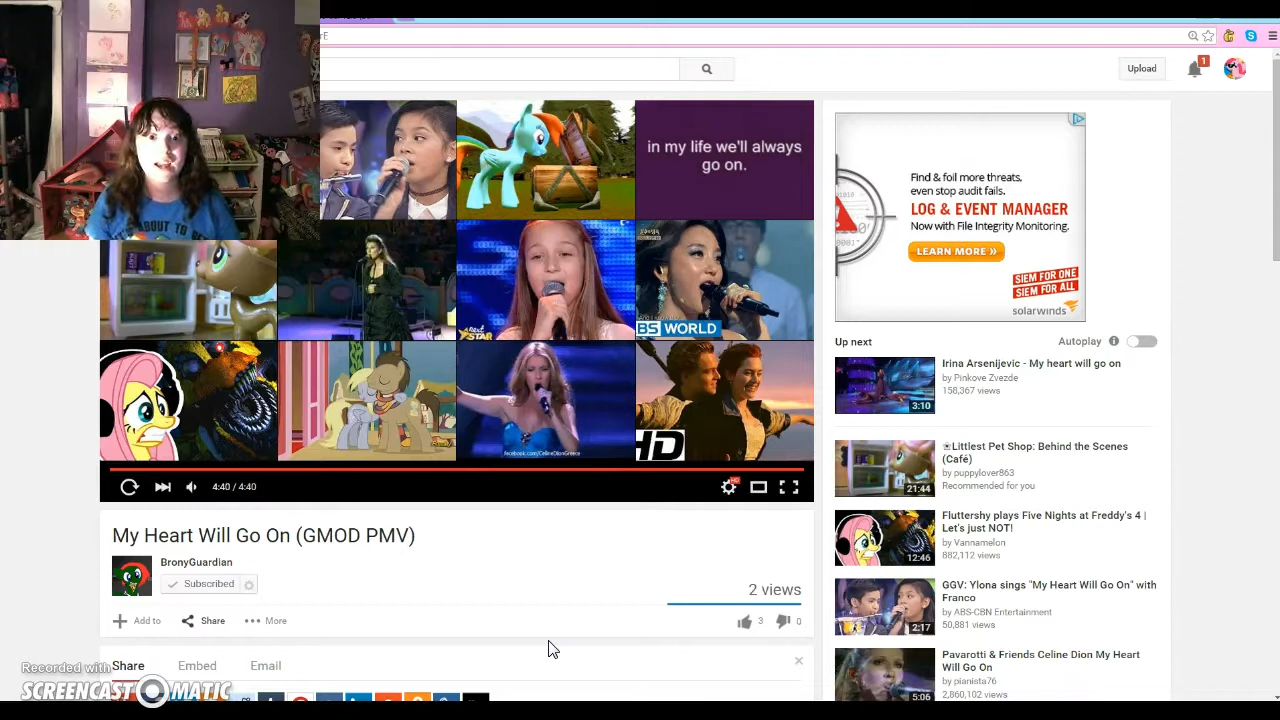 rE
Upload
1
ABOUT TO BE
in my life we'll always
go on.
Find & foil more threats,
even stop audit fails.
LOG & EVENT MANAGER
Now with File Integrity Monitoring.
LEARN MORE »
SIEM FOR ONE
SIEM FOR ALL
solarwinds
next
STAR
BS WORLD
facebook.com/CelineDionGreece
HD
4:40 / 4:40
HD
My Heart Will Go On (GMOD PMV)
BronyGuardian
Subscribed
2 views
Add to
Share
More
3
0
Share
Embed
Email
Recorded with
SCREENCAST-O-MATIC
Up next
Autoplay
Irina Arsenijevic - My heart will go on
by Pinkove Zvezde
158,367 views
3:10
❀Littlest Pet Shop: Behind the Scenes
(Café)
by puppylover863
Recommended for you
21:44
Fluttershy plays Five Nights at Freddy's 4 |
Let's just NOT!
by Vannamelon
882,112 views
12:46
GGV: Ylona sings "My Heart Will Go On" with
Franco
by ABS-CBN Entertainment
50,881 views
2:17
Pavarotti & Friends Celine Dion My Heart
Will Go On
by pianista76
2,860,102 views
5:06